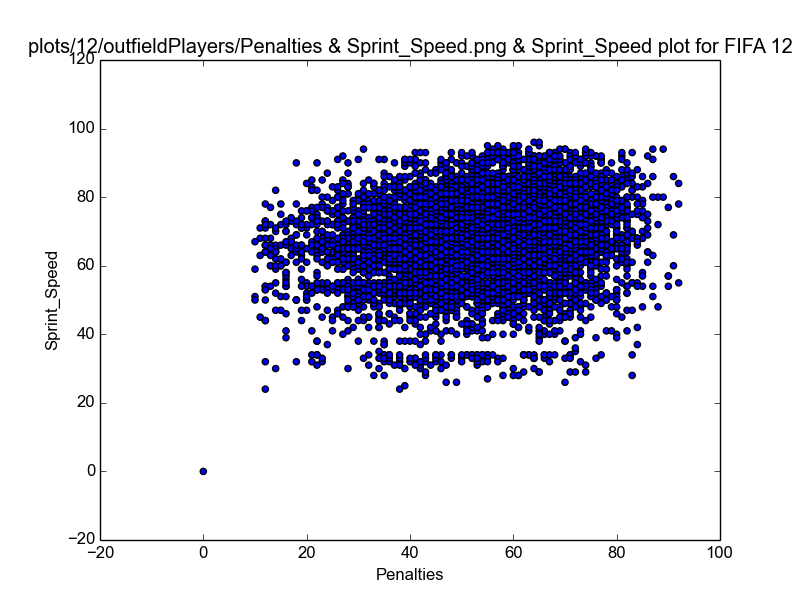 plots/12/outfieldPlayers/Penalties & Sprint_Speed.png & Sprint_Speed plot for FIFA 12
120
100
80
60
40
20
0
−20
Sprint_Speed
−20 0 20 40 60 80 100
Penalties